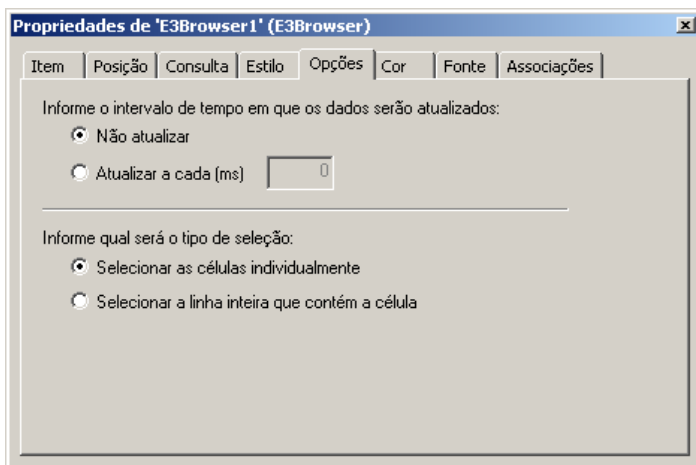 Propriedades de 'E3Browser1' (E3Browser)
Item Posição Consulta Estilo Opções Cor Fonte Associações
Informe o intervalo de tempo em que os dados serão atualizados:
Não atualizar
Atualizar a cada (ms) 0
Informe qual será o tipo de seleção:
Selecionar as células individualmente
Selecionar a linha inteira que contém a célula